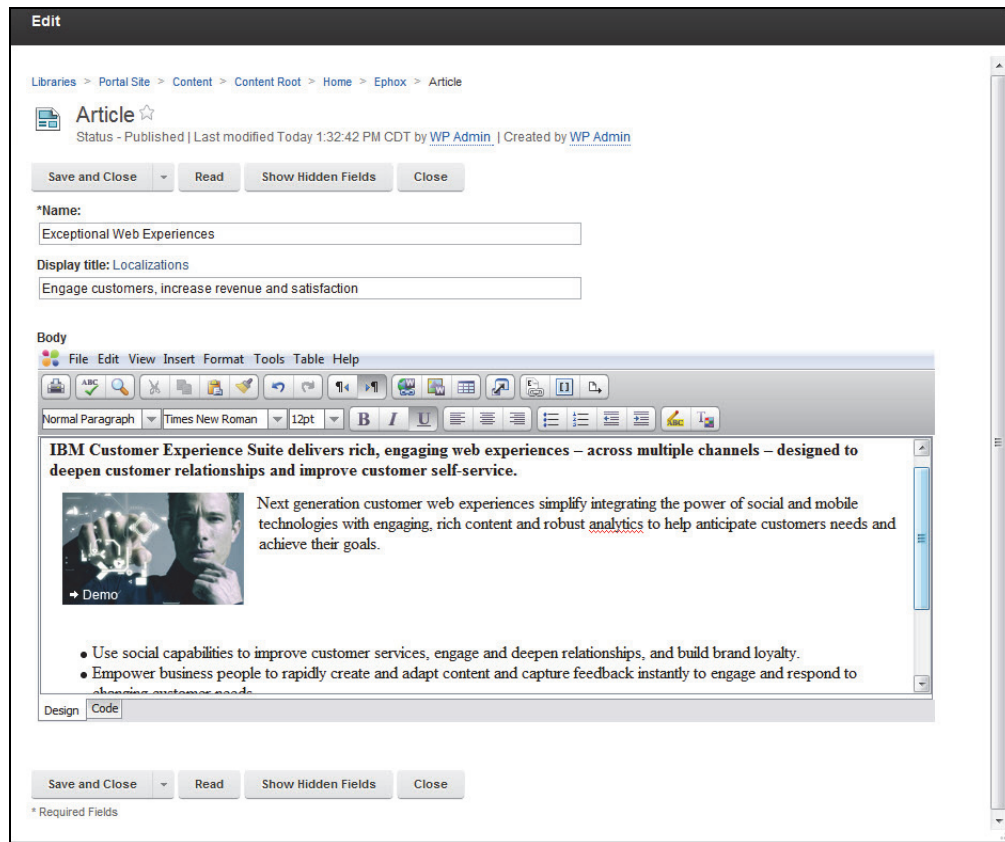 Edit
Libraries > Portal Site > Content > Content Root > Home > Ephox > Article
Article
Status - Published | Last modified Today 1:32:42 PM CDT by WP Admin | Created by WP Admin
Save and Close Read Show Hidden Fields Close
*Name:
Exceptional Web Experiences
Display title: Localizations
Engage customers, increase revenue and satisfaction
Body
File Edit View Insert Format Tools Table Help
ABC
Normal Paragraph Times New Roman 12pt B I U ABC
IBM Customer Experience Suite delivers rich, engaging web experiences – across multiple channels – designed to
deepen customer relationships and improve customer self-service.
Next generation customer web experiences simplify integrating the power of social and mobile
technologies with engaging, rich content and robust analytics to help anticipate customers needs and
achieve their goals.
➔ Demo
• Use social capabilities to improve customer services, engage and deepen relationships, and build brand loyalty.
• Empower business people to rapidly create and adapt content and capture feedback instantly to engage and respond to
changing customer needs
Design Code
Save and Close Read Show Hidden Fields Close
* Required Fields